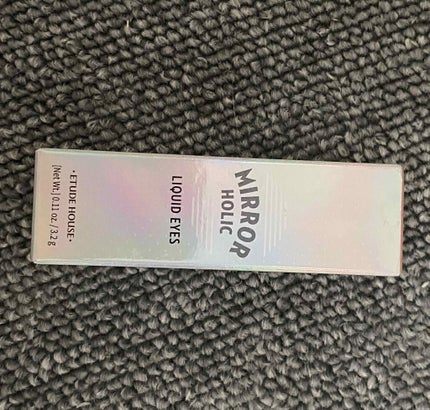 MIRROR
HOLIC
LIQUID EYES
•ETUDE HOUSE•
[Net Wt.] 0.11 oz. / 3.2 g